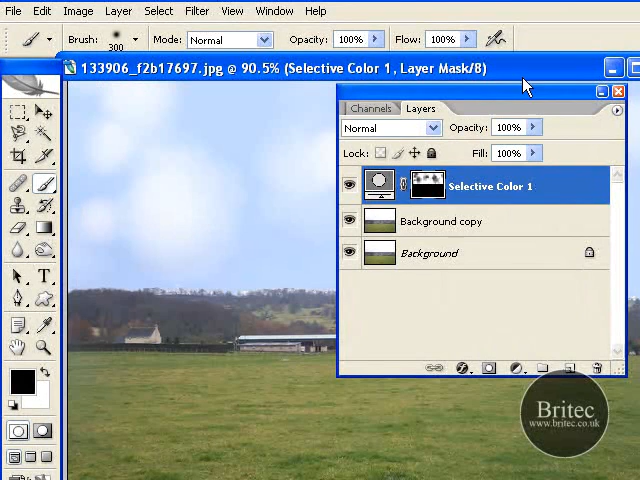 File Edit Image Layer Select Filter View Window Help
Brush: 300 Mode: Normal Opacity: 100% Flow: 100%
133906_f2b17697.jpg @ 90.5% (Selective Color 1, Layer Mask/8)
Channels Layers
Normal Opacity: 100%
Lock: Fill: 100%
Selective Color 1
Background copy
Background
T
Britec
www.britec.co.uk